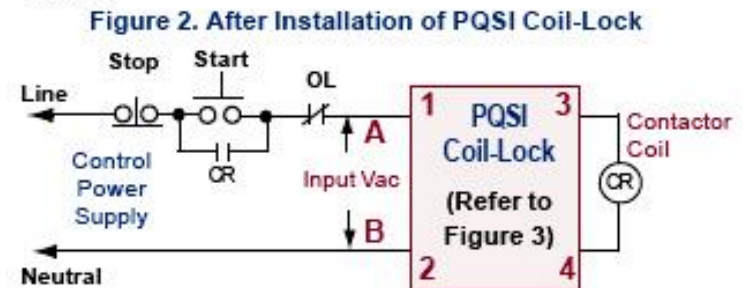 Figure 2. After Installation of PQSI Coil-Lock
Stop
Start
OL
Line
CR
Control
Power
Supply
A
Input Vac
B
Neutral
1
PQSI
3
Coil-Lock
(Refer to
Figure 3)
2
4
Contactor
Coil
CR